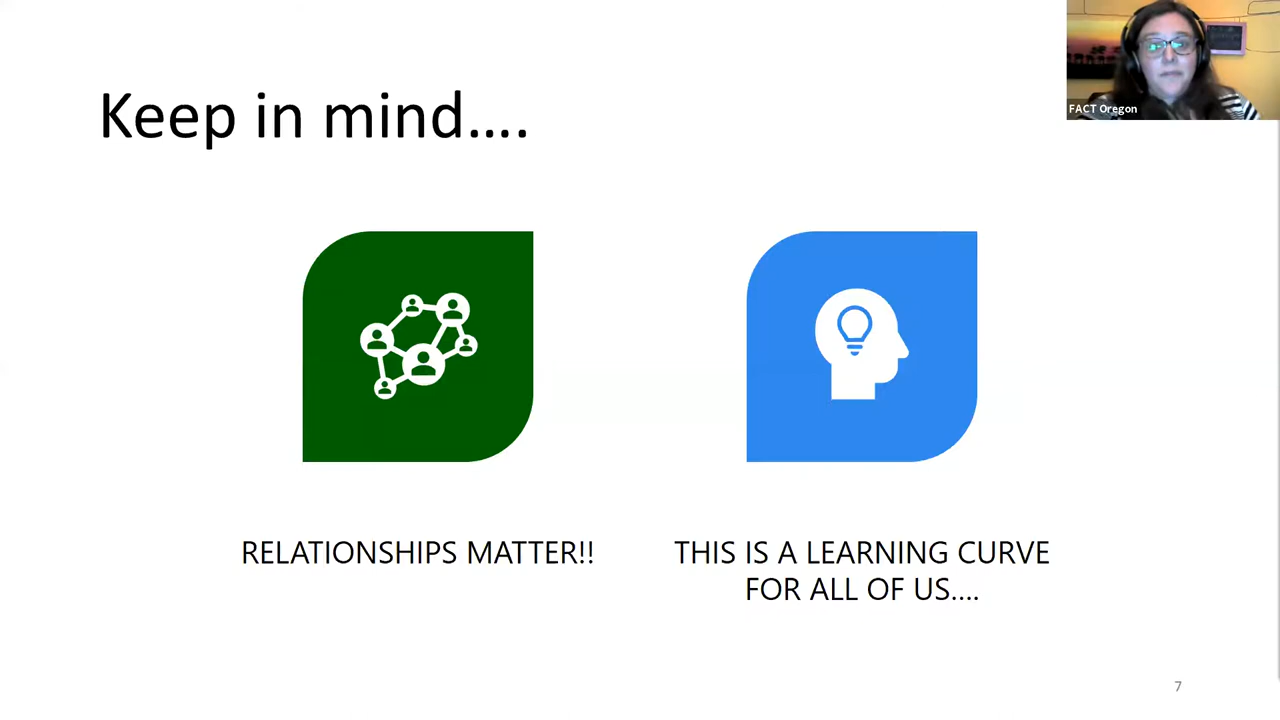 Keep in mind....
FACT Oregon
RELATIONSHIPS MATTER!!
THIS IS A LEARNING CURVE
FOR ALL OF US....
7